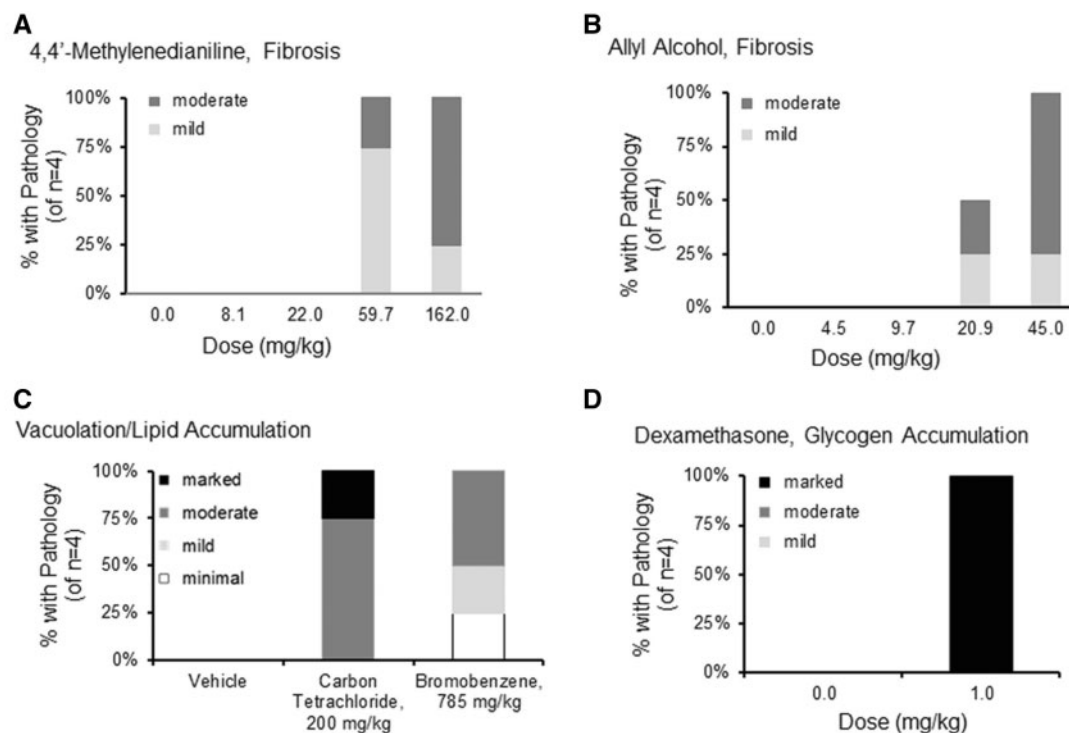 A
4,4'-Methylenedianiline, Fibrosis
moderate
mild
% with Pathology
(of n=4)
100%
75%
50%
25%
0%
0.0 8.1 22.0 59.7 162.0
Dose (mg/kg)
B
Allyl Alcohol, Fibrosis
moderate
mild
% with Pathology
(of n=4)
100%
75%
50%
25%
0%
0.0 4.5 9.7 20.9 45.0
Dose (mg/kg)
C
Vacuolation/Lipid Accumulation
marked
moderate
mild
minimal
% with Pathology
(of n=4)
100%
75%
50%
25%
0%
Vehicle
Carbon
Tetrachloride,
200 mg/kg
Bromobenzene,
785 mg/kg
D
Dexamethasone, Glycogen Accumulation
marked
moderate
mild
% with Pathology
(of n=4)
100%
75%
50%
25%
0%
0.0 1.0
Dose (mg/kg)